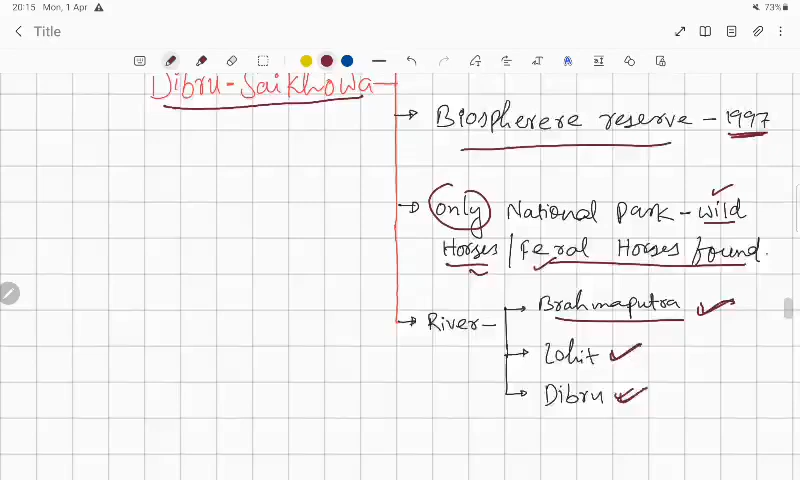 20:15 Mon, 1 Apr
73%
Title
Dibru-Saikhowa
Biospherere reserve - 1997
only National park - wild
Horses / Feral Horses found.
River -
Brahmaputra
Lohit
Dibru